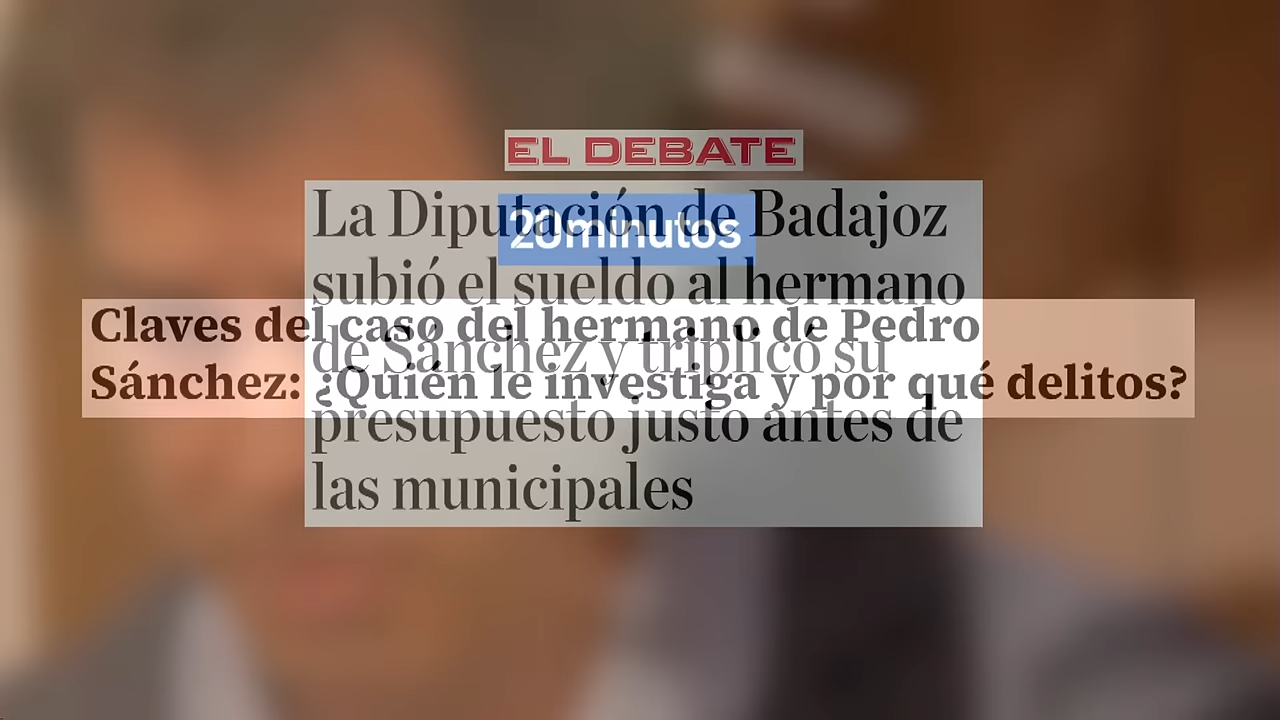 EL DEBATE
La Diputación de Badajoz
subió el sueldo al hermano
de Sánchez y triplicó su
presupuesto justo antes de
las municipales
20minutos
Claves del caso del hermano de Pedro
Sánchez: ¿Quién le investiga y por qué delitos?